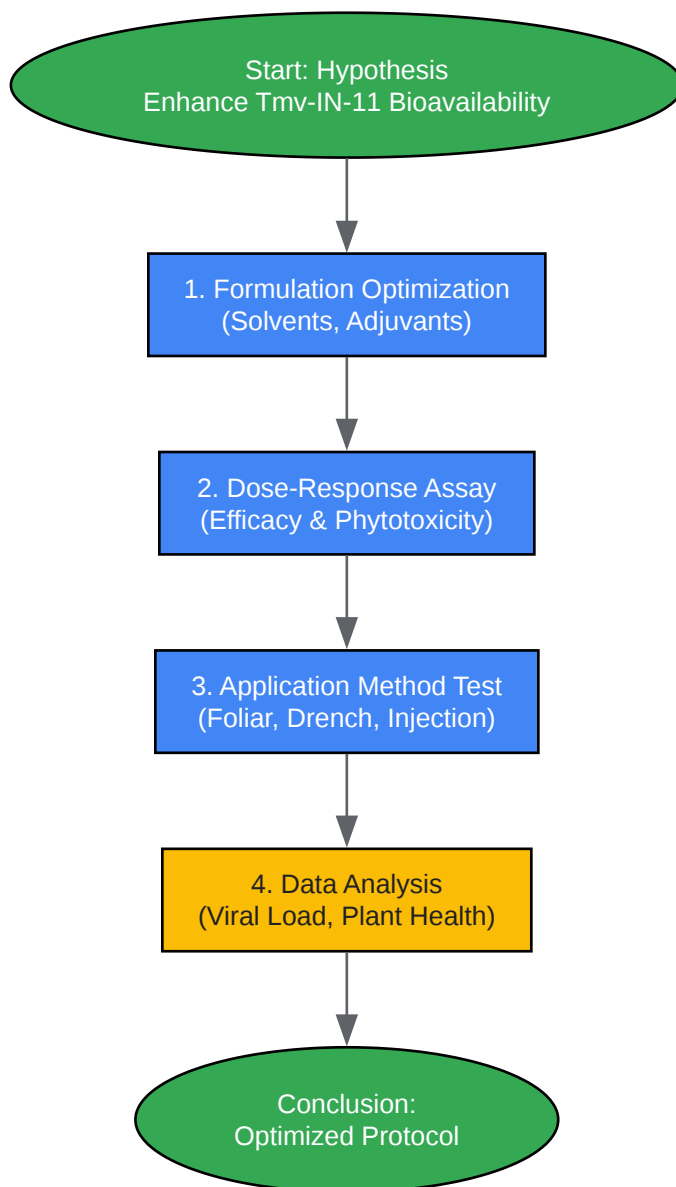 Start: Hypothesis
Enhance Tmv-IN-11 Bioavailability
1. Formulation Optimization
(Solvents, Adjuvants)
2. Dose-Response Assay
(Efficacy & Phytotoxicity)
3. Application Method Test
(Foliar, Drench, Injection)
4. Data Analysis
(Viral Load, Plant Health)
Conclusion:
Optimized Protocol